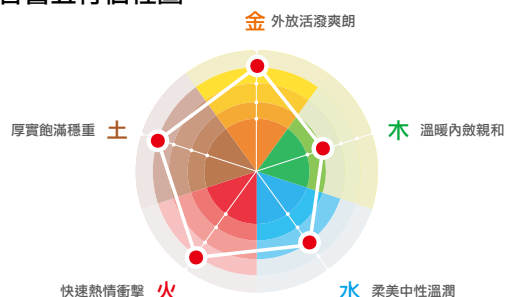 金 外放活潑爽朗
厚實飽滿穩重 土
木 溫暖內斂親和
快速熱情衝擊 火
水 柔美中性溫潤